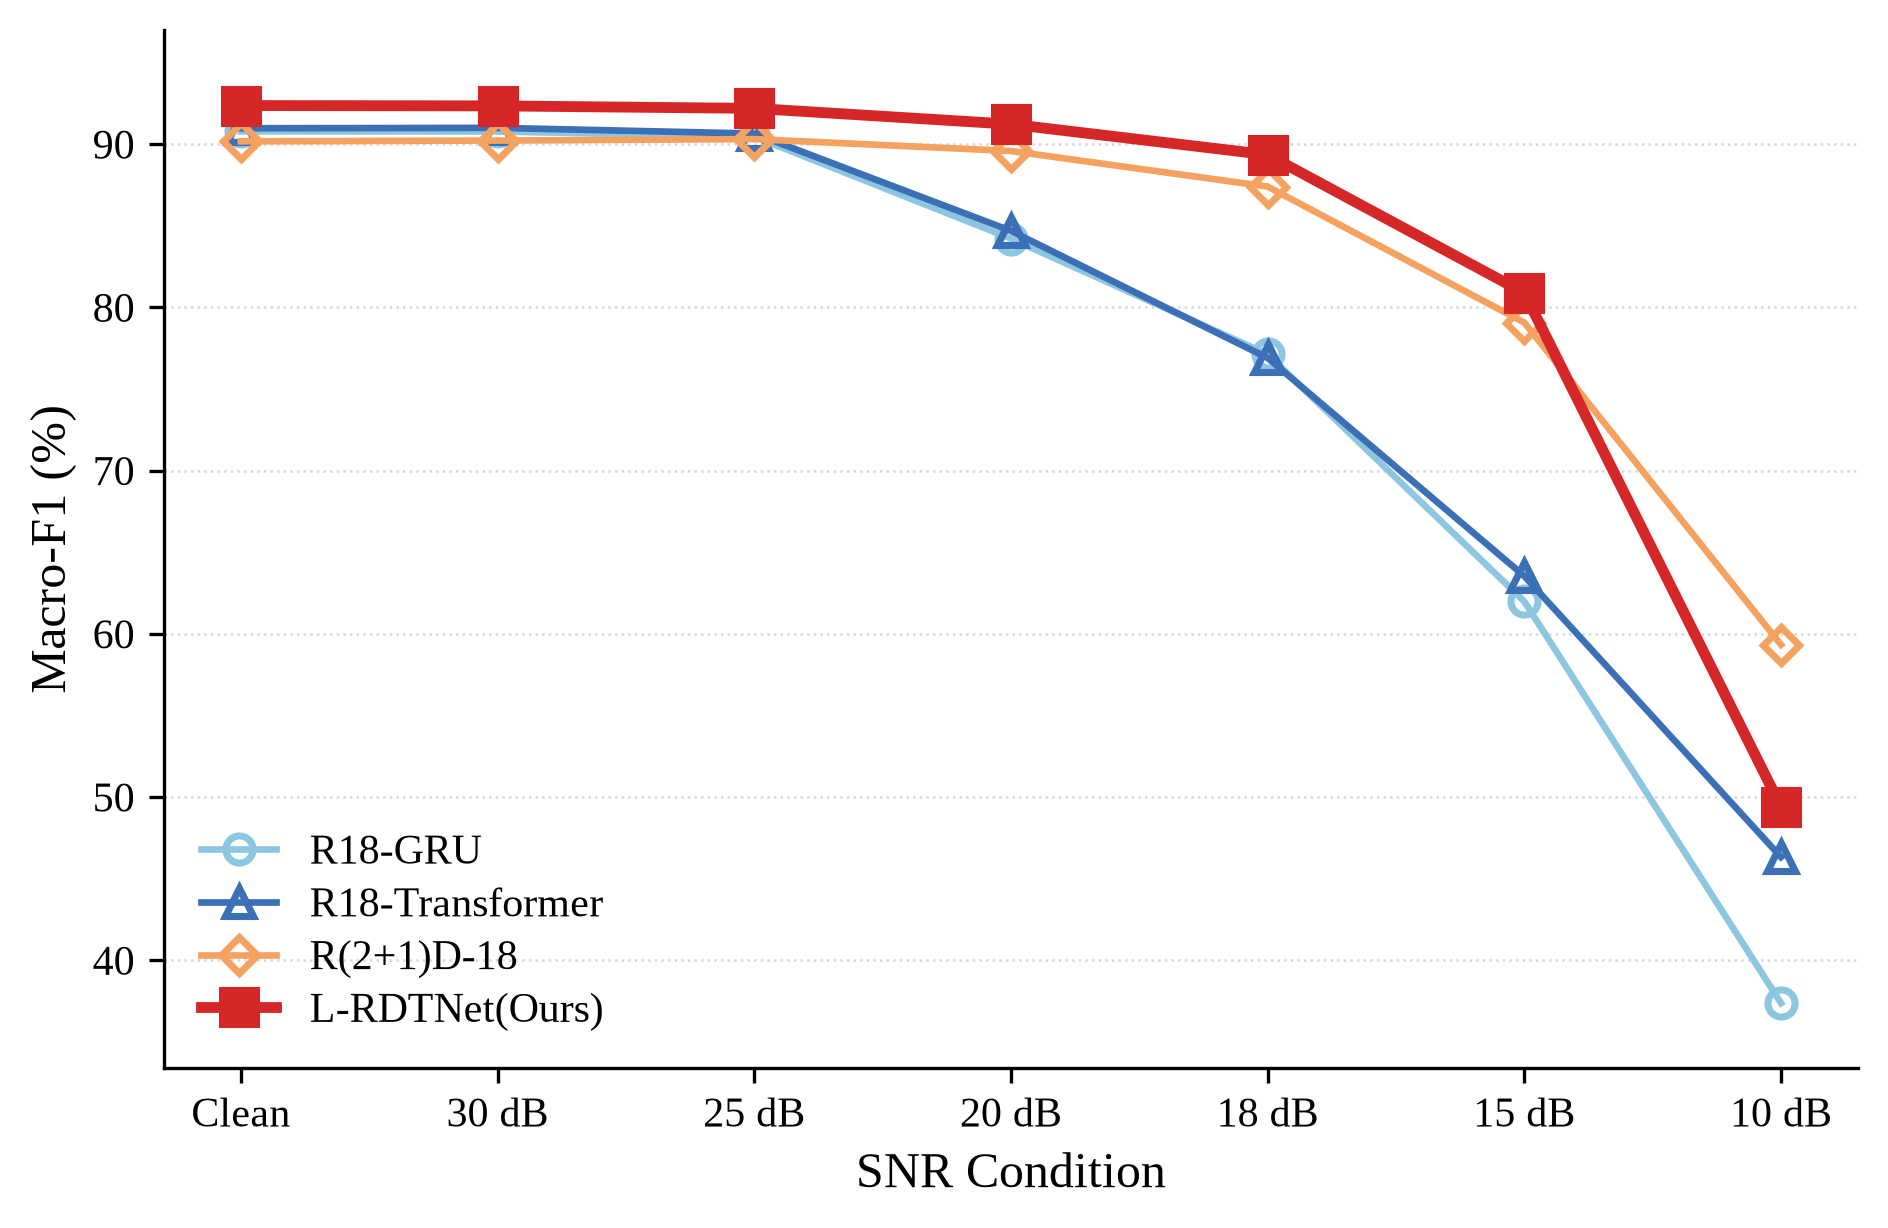 90
80
70
60
50
40
Macro-F1 (%)
R18-GRU
R18-Transformer
R(2+1)D-18
L-RDTNet(Ours)
Clean 30 dB 25 dB 20 dB 18 dB 15 dB 10 dB
SNR Condition